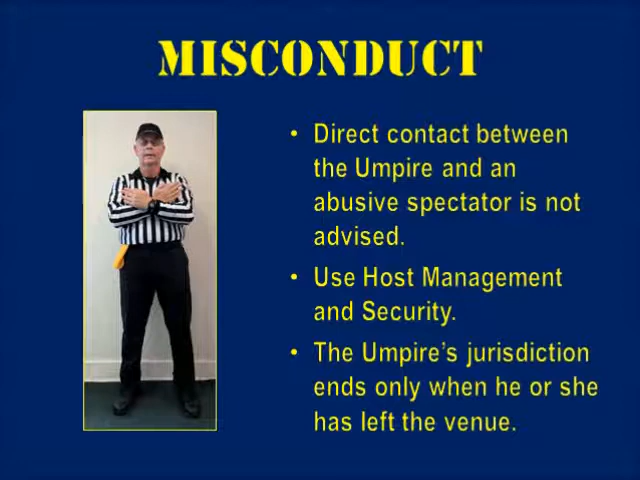 MISCONDUCT
• Direct contact between
the Umpire and an
abusive spectator is not
advised.
• Use Host Management
and Security.
• The Umpire's jurisdiction
ends only when he or she
has left the venue.